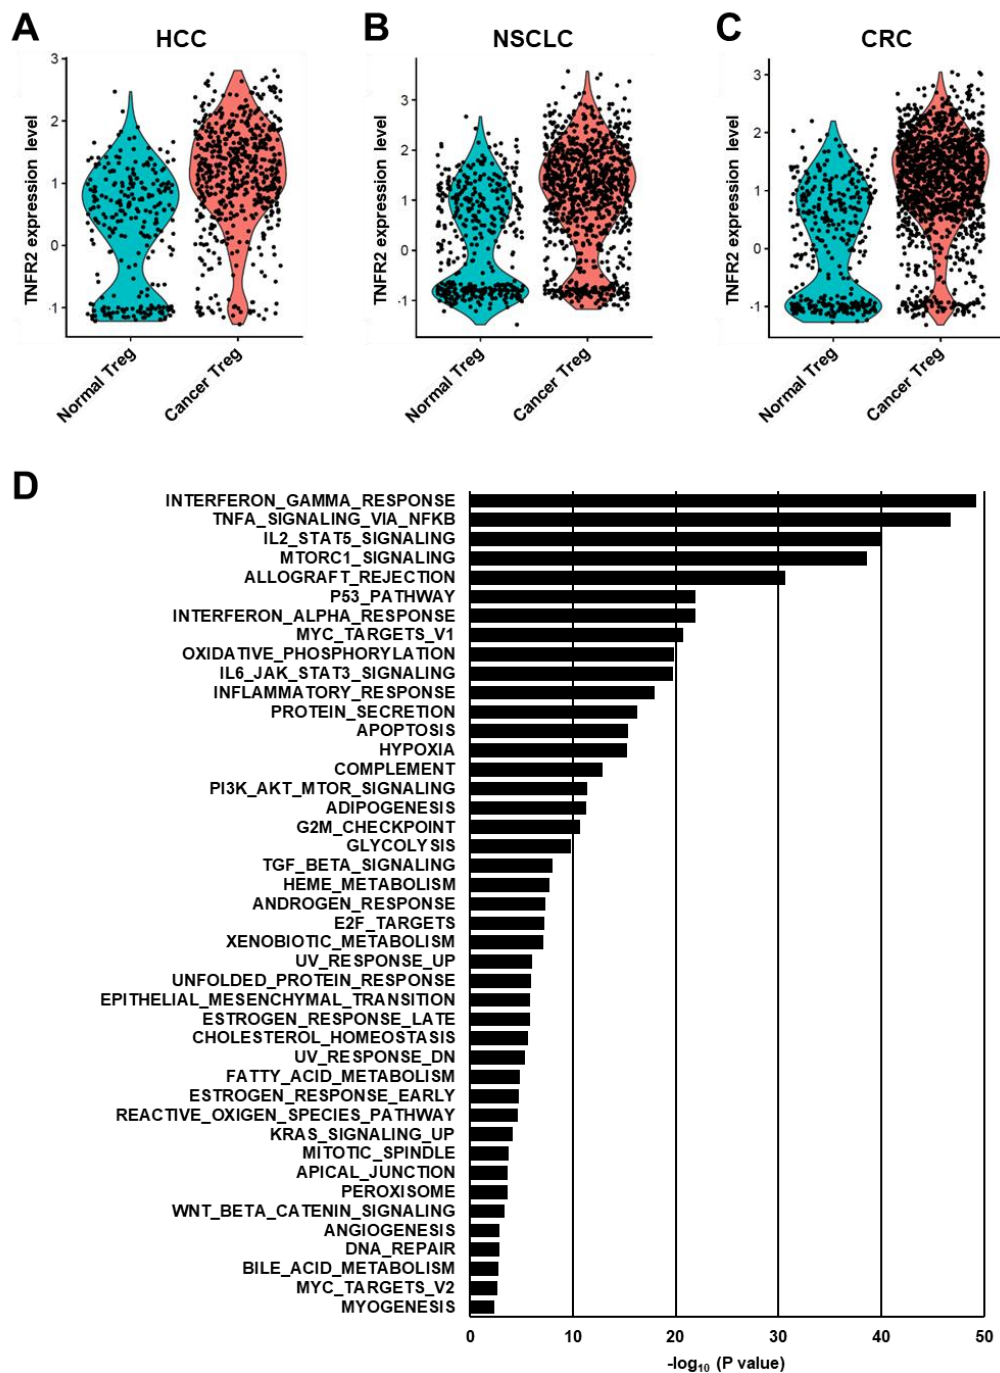 A
HCC
TNFR2 expression level
3
2
1
0
-1
Normal Treg
Cancer Treg
B
NSCLC
TNFR2 expression level
3
2
1
0
-1
Normal Treg
Cancer Treg
C
CRC
TNFR2 expression level
3
2
1
0
-1
Normal Treg
Cancer Treg
D
INTERFERON_GAMMA_RESPONSE
TNFA_SIGNALING_VIA_NFKB
IL2_STAT5_SIGNALING
MTORC1_SIGNALING
ALLOGRAFT_REJECTION
P53_PATHWAY
INTERFERON_ALPHA_RESPONSE
MYC_TARGETS_V1
OXIDATIVE_PHOSPHORYLATION
IL6_JAK_STAT3_SIGNALING
INFLAMMATORY_RESPONSE
PROTEIN_SECRETION
APOPTOSIS
HYPOXIA
COMPLEMENT
PI3K_AKT_MTOR_SIGNALING
ADIPOGENESIS
G2M_CHECKPOINT
GLYCOLYSIS
TGF_BETA_SIGNALING
HEME_METABOLISM
ANDROGEN_RESPONSE
E2F_TARGETS
XENOBIOTIC_METABOLISM
UV_RESPONSE_UP
UNFOLDED_PROTEIN_RESPONSE
EPITHELIAL_MESENCHYMAL_TRANSITION
ESTROGEN_RESPONSE_LATE
CHOLESTEROL_HOMEOSTASIS
UV_RESPONSE_DN
FATTY_ACID_METABOLISM
ESTROGEN_RESPONSE_EARLY
REACTIVE_OXIGEN_SPECIES_PATHWAY
KRAS_SIGNALING_UP
MITOTIC_SPINDLE
APICAL_JUNCTION
PEROXISOME
WNT_BETA_CATENIN_SIGNALING
ANGIOGENESIS
DNA_REPAIR
BILE_ACID_METABOLISM
MYC_TARGETS_V2
MYOGENESIS
0 10 20 30 40 50
-log₁₀ (P value)